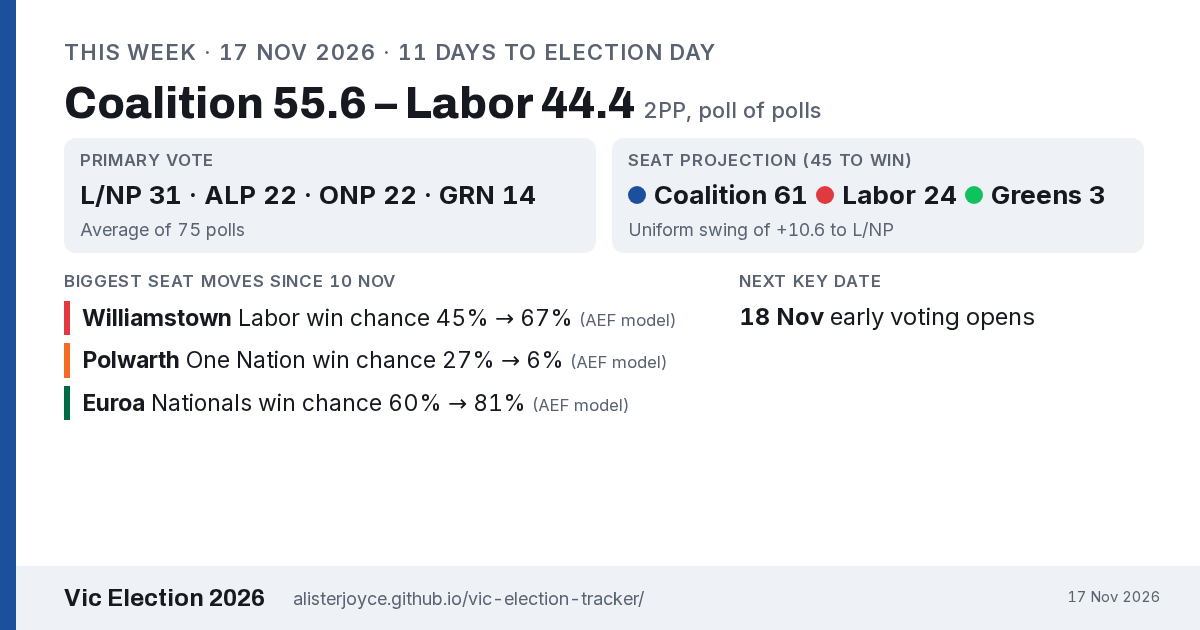 THIS WEEK · 17 NOV 2026 · 11 DAYS TO ELECTION DAY
Coalition 55.6 – Labor 44.4 2PP, poll of polls
PRIMARY VOTE
L/NP 31 · ALP 22 · ONP 22 · GRN 14
Average of 75 polls
SEAT PROJECTION (45 TO WIN)
Coalition 61 Labor 24 Greens 3
Uniform swing of +10.6 to L/NP
BIGGEST SEAT MOVES SINCE 10 NOV
Williamstown Labor win chance 45% → 67% (AEF model)
Polwarth One Nation win chance 27% → 6% (AEF model)
Euroa Nationals win chance 60% → 81% (AEF model)
NEXT KEY DATE
18 Nov early voting opens
Vic Election 2026 alisterjoyce.github.io/vic-election-tracker/ 17 Nov 2026